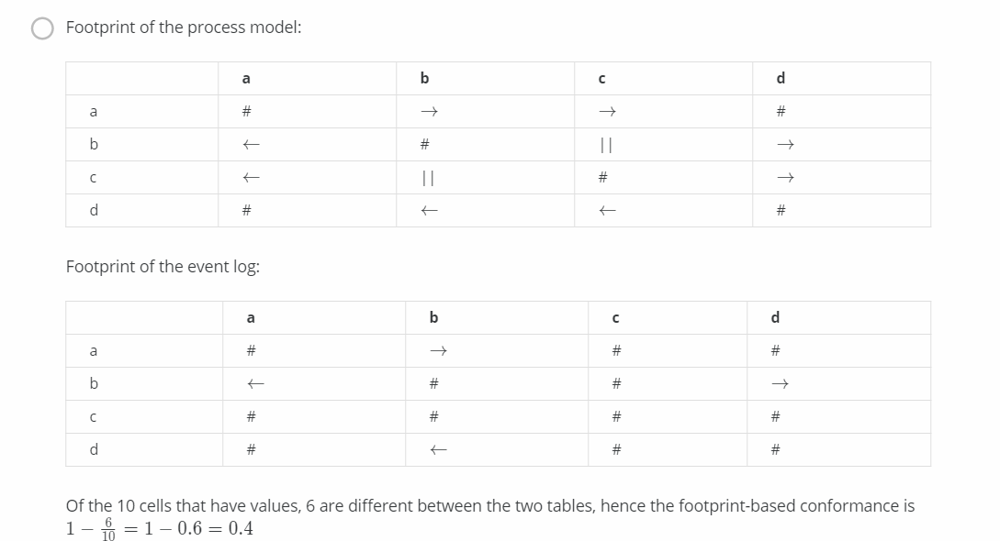 Footprint of the process model:
a b c d
a # → → #
b ← # || →
c ← || # →
d # ← ← #
Footprint of the event log:
a b c d
a # → # #
b ← # # →
c # # # #
d # ← # #
Of the 10 cells that have values, 6 are different between the two tables, hence the footprint-based conformance is
1 − 6/10 = 1 − 0.6 = 0.4